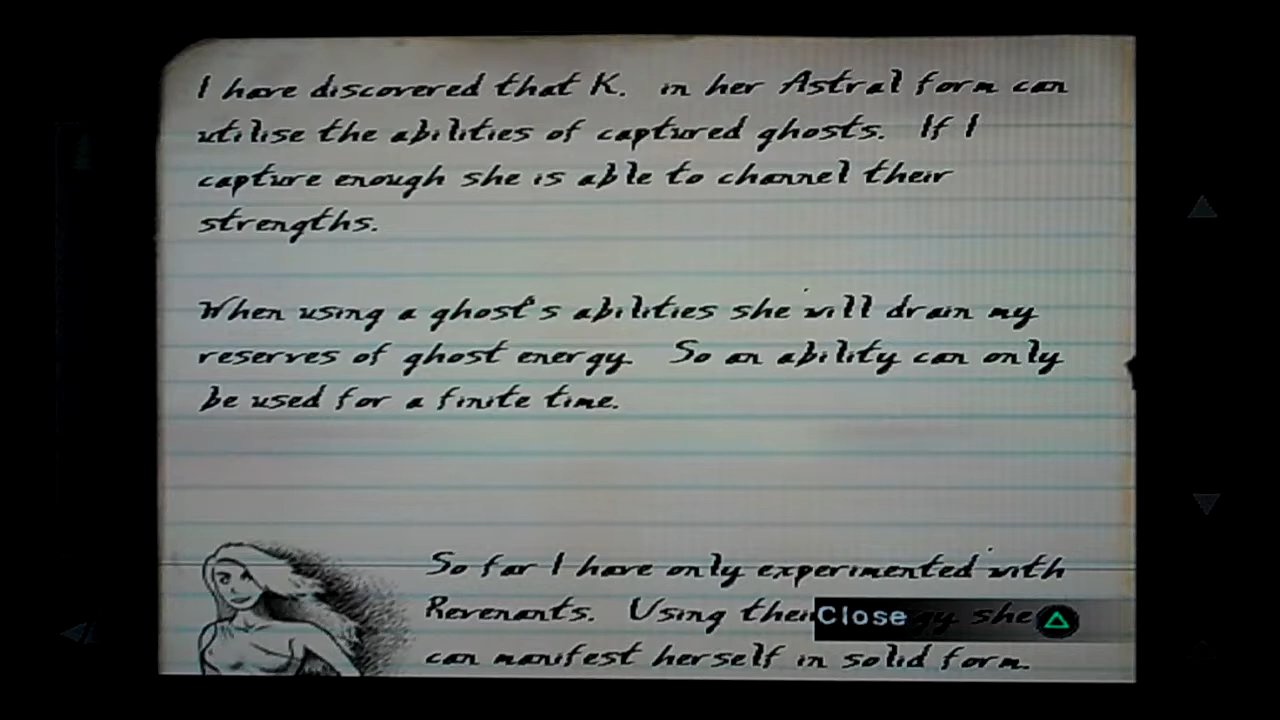 I have discovered that K. in her Astral form can
utilise the abilities of captured ghosts. If I
capture enough she is able to channel their
strengths.
When using a ghost's abilities she will drain my
reserves of ghost energy. So an ability can only
be used for a finite time.
So far I have only experimented with
Revenants. Using she
Close
can manifest herself in solid form.